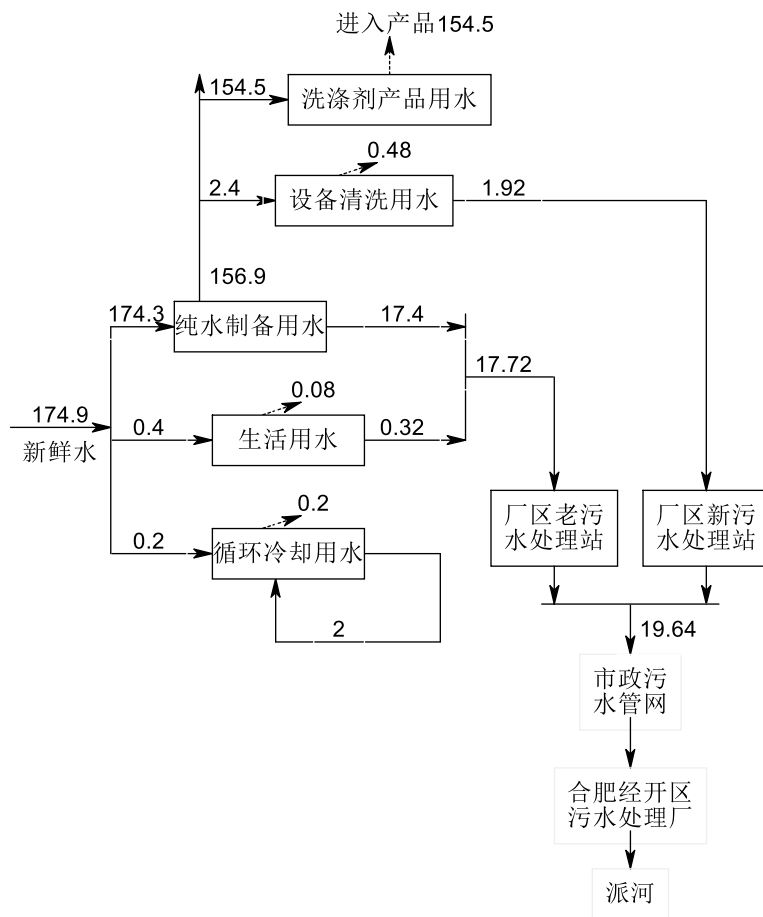 进入产品154.5
154.5
洗涤剂产品用水
0.48
2.4
设备清洗用水
1.92
156.9
174.3
纯水制备用水
17.4
17.72
0.08
174.9
新鲜水
0.4
生活用水
0.32
0.2
0.2
循环冷却用水
2
厂区老污
水处理站
厂区新污
水处理站
19.64
市政污
水管网
合肥经开区
污水处理厂
派河